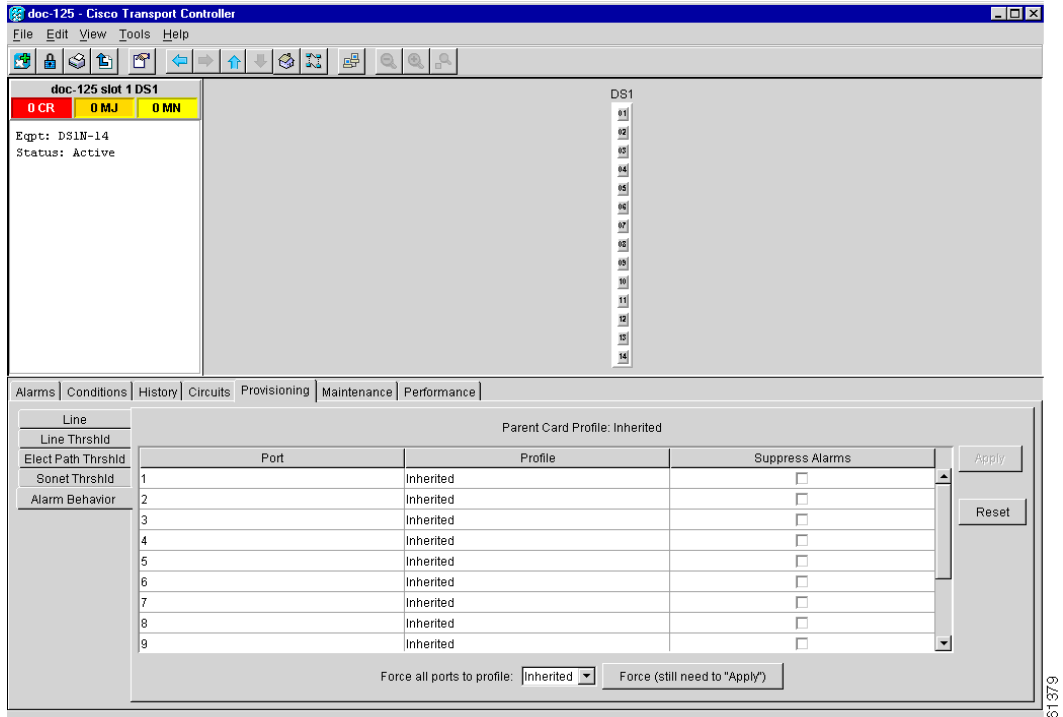 doc-125 - Cisco Transport Controller
File Edit View Tools Help
doc-125 slot 1 DS1
0 CR 0 MJ 0 MN
Eqpt: DS1N-14
Status: Active
DS1
01
02
03
04
05
06
07
08
09
10
11
12
13
14
Alarms Conditions History Circuits Provisioning Maintenance Performance
Line
Line Thrshld
Elect Path Thrshld
Sonet Thrshld
Alarm Behavior
Parent Card Profile: Inherited
Port Profile Suppress Alarms
1 Inherited
2 Inherited
3 Inherited
4 Inherited
5 Inherited
6 Inherited
7 Inherited
8 Inherited
9 Inherited
Apply
Reset
Force all ports to profile: Inherited Force (still need to "Apply")
61379